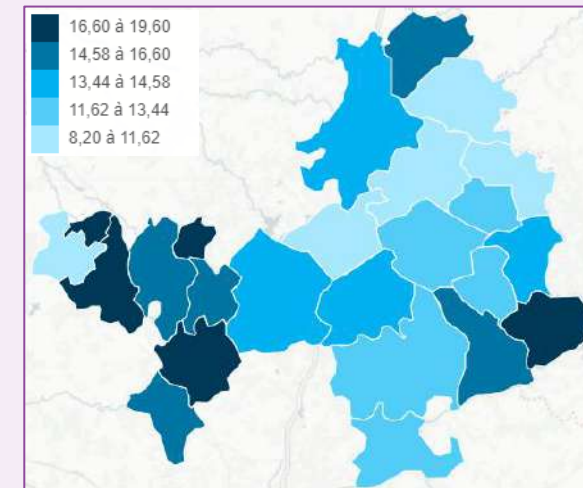 16,60 à 19,60
14,58 à 16,60
13,44 à 14,58
11,62 à 13,44
8,20 à 11,62